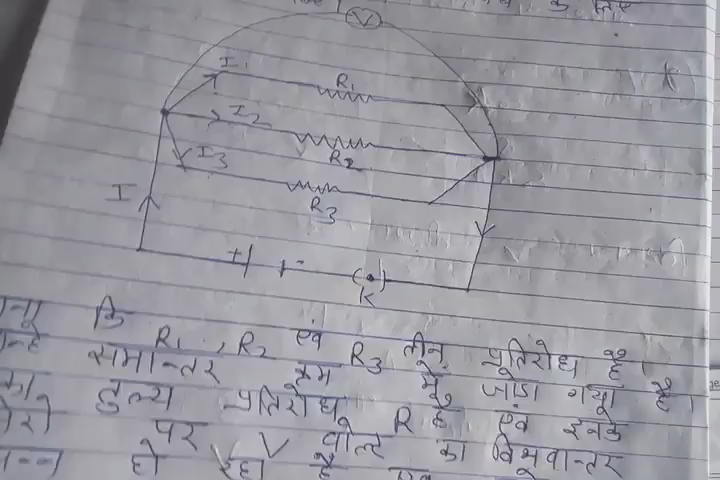 V
I1 R1
I2
R2
I3
I R3
+ -
K
कि
R1, R2 एवं R3 तीन प्रतिरोध है।
समान्तर क्रम में जोड़ा गया है।
का तुल्य प्रतिरोध R है एवं इनके
पर V वोल्ट का विभवान्तर
हो रहा है